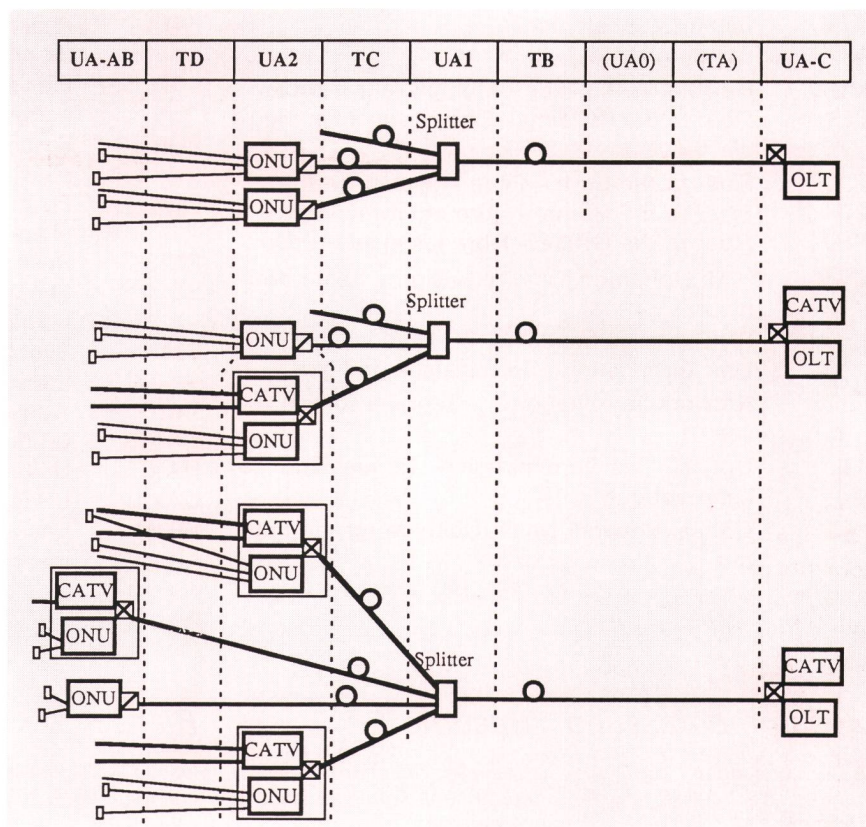 UA-AB TD UA2 TC UA1 TB (UA0) (TA) UA-C
Splitter
ONU
OLT
ONU
Splitter
CATV
ONU
OLT
CATV
ONU
CATV
ONU
CATV
ONU
Splitter
CATV
ONU
OLT
CATV
ONU